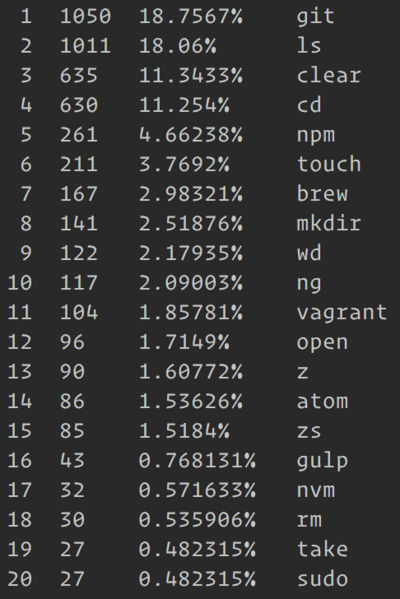 1 1050 18.7567% git
2 1011 18.06% ls
3 635 11.3433% clear
4 630 11.254% cd
5 261 4.66238% npm
6 211 3.7692% touch
7 167 2.98321% brew
8 141 2.51876% mkdir
9 122 2.17935% wd
10 117 2.09003% ng
11 104 1.85781% vagrant
12 96 1.7149% open
13 90 1.60772% z
14 86 1.53626% atom
15 85 1.5184% zs
16 43 0.768131% gulp
17 32 0.571633% nvm
18 30 0.535906% rm
19 27 0.482315% take
20 27 0.482315% sudo